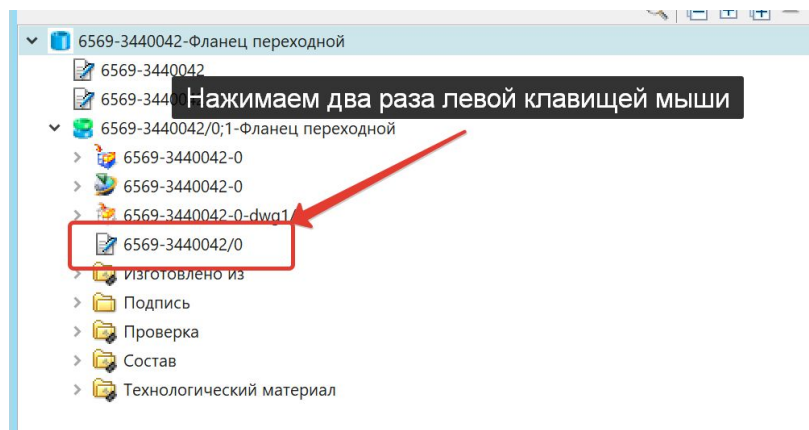 6569-3440042-Фланец переходной
6569-3440042
6569-3440
Нажимаем два раза левой клавищей мыши
6569-3440042/0;1-Фланец переходной
6569-3440042-0
6569-3440042-0
6569-3440042-0-dwg1/
6569-3440042/0
Изготовлено из
Подпись
Проверка
Состав
Технологический материал